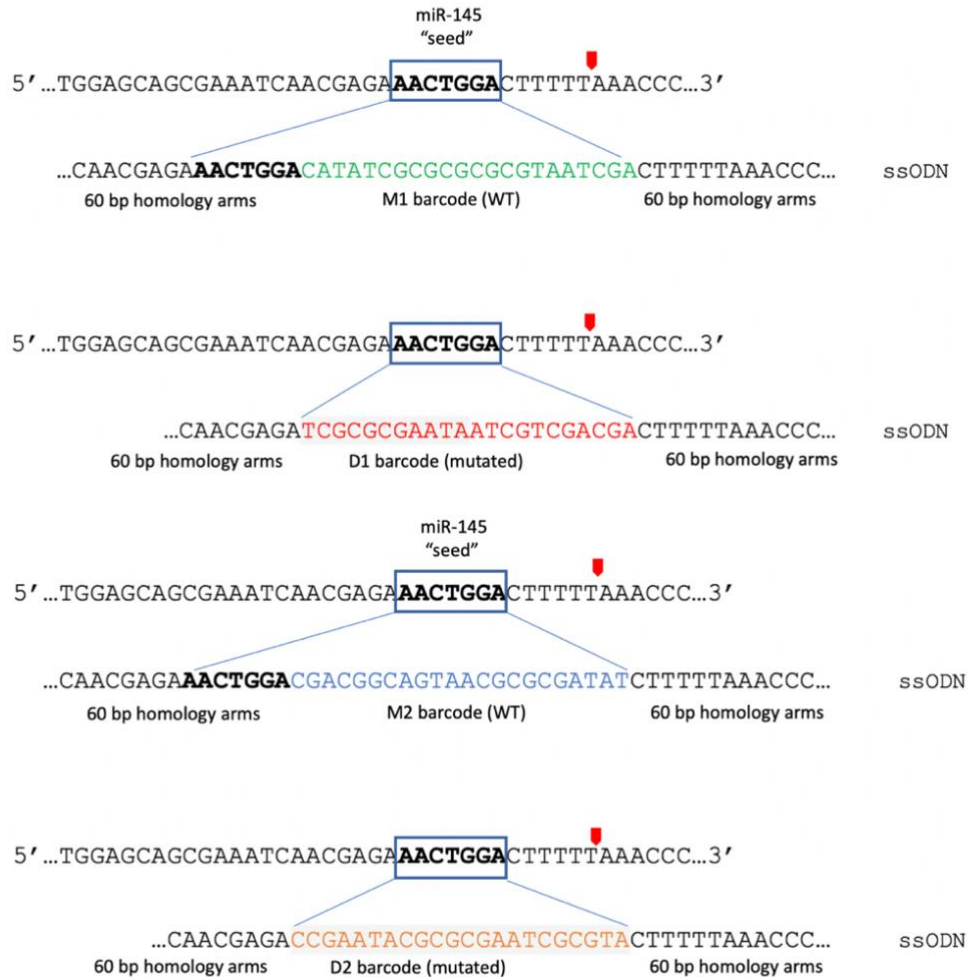 miR-145
“seed”
5′ …TGGAGCAGCGAAATCAACGAGAAACTGGACTTTTTAAACCC…3′
…CAACGAGAAACTGGACATATCGCGCGCGCGTAATCGACTTTTTAAACCC… ssODN
60 bp homology arms M1 barcode (WT) 60 bp homology arms
5′ …TGGAGCAGCGAAATCAACGAGAAACTGGACTTTTTAAACCC…3′
…CAACGAGATCGCGCGAATAATCGTCGACGACTTTTTAAACCC… ssODN
60 bp homology arms D1 barcode (mutated) 60 bp homology arms
miR-145
“seed”
5′ …TGGAGCAGCGAAATCAACGAGAAACTGGACTTTTTAAACCC…3′
…CAACGAGAAACTGGACGACGGCAGTAACGCGCGATATCTTTTTAAACCC… ssODN
60 bp homology arms M2 barcode (WT) 60 bp homology arms
5′ …TGGAGCAGCGAAATCAACGAGAAACTGGACTTTTTAAACCC…3′
…CAACGAGACCGAATACGCGCGAATCGCGTACTTTTTAAACCC… ssODN
60 bp homology arms D2 barcode (mutated) 60 bp homology arms